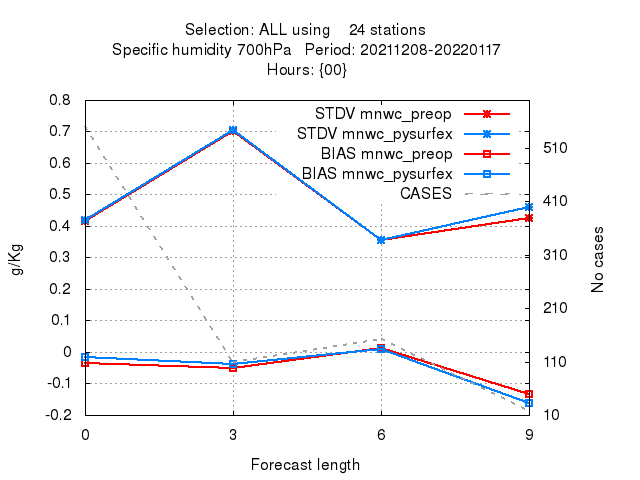 Selection: ALL using    24 stations
Specific humidity 700hPa   Period: 20211208-20220117
Hours: {00}
STDV mnwc_preop
STDV mnwc_pysurfex
BIAS mnwc_preop
BIAS mnwc_pysurfex
CASES
0.8
0.7
0.6
0.5
0.4
0.3
0.2
0.1
0
-0.1
-0.2
g/Kg
510
410
310
210
110
10
No cases
0 3 6 9
Forecast length